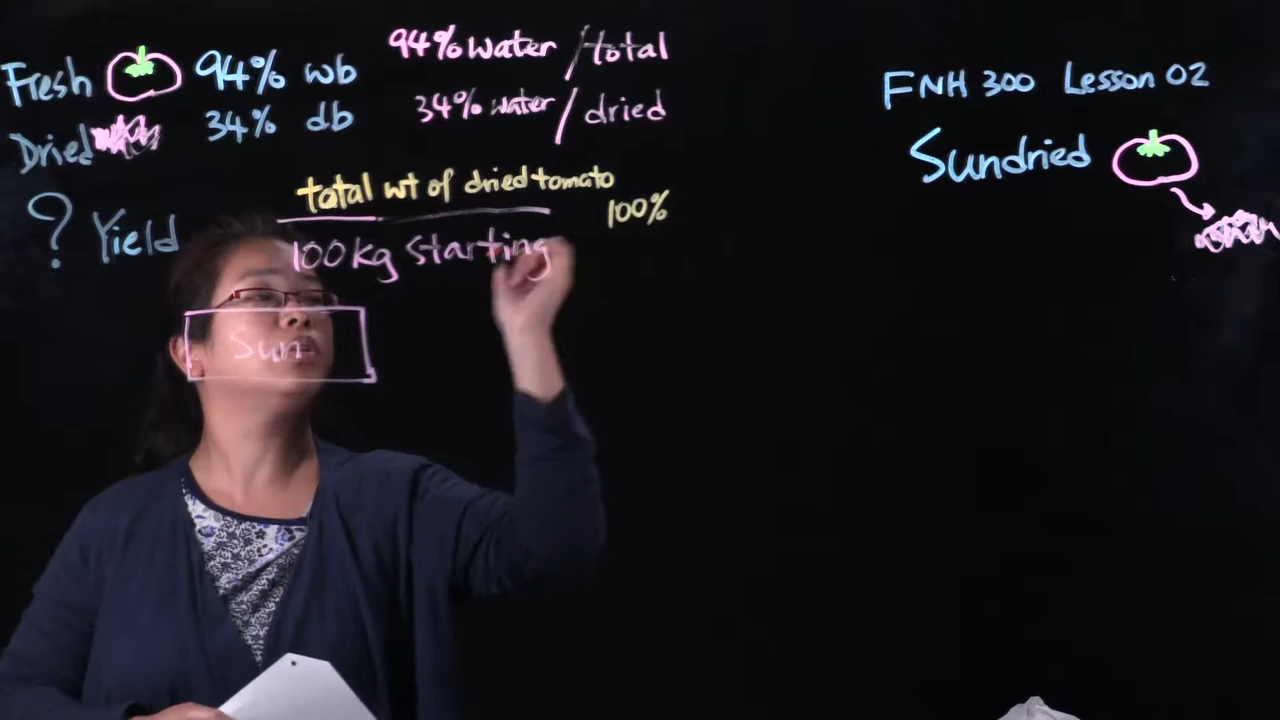 Fresh 94% wb 94% water / total
Dried 34% db 34% water / dried
? Yield total wt of dried tomato
100%
100kg starting
Sun
FNH 300 Lesson 02
Sundried